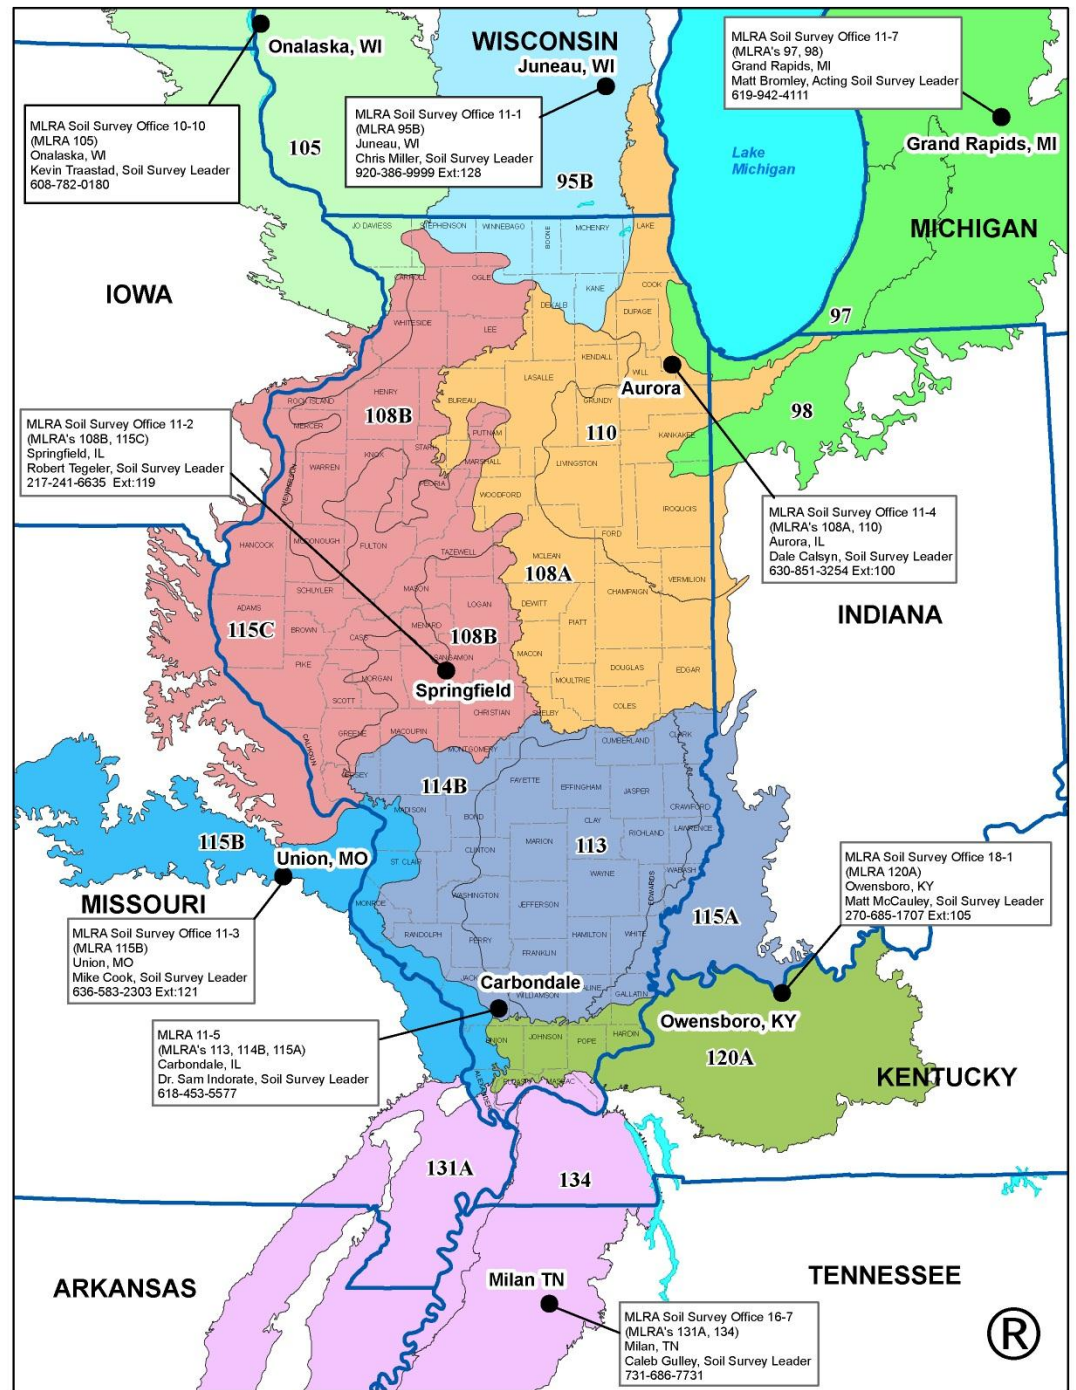 Onalaska, WI
WISCONSIN
Juneau, WI
MLRA Soil Survey Office 11-7
(MLRA's 97, 98)
Grand Rapids, MI
Matt Bromley, Acting Soil Survey Leader
619-942-4111
MLRA Soil Survey Office 10-10
(MLRA 105)
Onalaska, WI
Kevin Traastad, Soil Survey Leader
608-782-0180
MLRA Soil Survey Office 11-1
(MLRA 95B)
Juneau, WI
Chris Miller, Soil Survey Leader
920-386-9999 Ext:128
105
95B
Lake
Michigan
Grand Rapids, MI
MICHIGAN
IOWA
JO DAVIESS
STEPHENSON
WINNEBAGO
BOONE
MCHENRY
LAKE
CARROLL
OGLE
DEKALB
KANE
COOK
DUPAGE
97
WHITESIDE
LEE
KENDALL
WILL
LASALLE
Aurora
HENRY
BUREAU
GRUNDY
ROCK ISLAND
108B
98
MERCER
PUTNAM
110
KANKAKEE
STARK
KNOX
MARSHALL
LIVINGSTON
WARREN
HENDERSON
PEORIA
WOODFORD
IROQUOIS
MLRA Soil Survey Office 11-2
(MLRA's 108B, 115C)
Springfield, IL
Robert Tegeler, Soil Survey Leader
217-241-6635 Ext:119
MLRA Soil Survey Office 11-4
(MLRA's 108A, 110)
Aurora, IL
Dale Calsyn, Soil Survey Leader
630-851-3254 Ext:100
HANCOCK
MCDONOUGH
FULTON
TAZEWELL
MCLEAN
FORD
108A
VERMILION
SCHUYLER
MASON
LOGAN
DEWITT
CHAMPAIGN
ADAMS
115C
BROWN
CASS
MENARD
108B
PIATT
INDIANA
PIKE
SANGAMON
MACON
MORGAN
Springfield
DOUGLAS
EDGAR
MOULTRIE
SCOTT
CHRISTIAN
SHELBY
COLES
GREENE
MACOUPIN
CALHOUN
MONTGOMERY
CUMBERLAND
CLARK
JERSEY
114B
FAYETTE
EFFINGHAM
JASPER
MADISON
BOND
CLAY
CRAWFORD
RICHLAND
LAWRENCE
115B
Union, MO
ST. CLAIR
CLINTON
MARION
113
WAYNE
WABASH
EDWARDS
MISSOURI
MONROE
WASHINGTON
JEFFERSON
115A
MLRA Soil Survey Office 18-1
(MLRA 120A)
Owensboro, KY
Matt McCauley, Soil Survey Leader
270-685-1707 Ext:105
MLRA Soil Survey Office 11-3
(MLRA 115B)
Union, MO
Mike Cook, Soil Survey Leader
636-583-2303 Ext:121
RANDOLPH
PERRY
HAMILTON
WHITE
FRANKLIN
Carbondale
WILLIAMSON
GALLATIN
Owensboro, KY
MLRA 11-5
(MLRA's 113, 114B, 115A)
Carbondale, IL
Dr. Sam Indorate, Soil Survey Leader
618-453-5577
UNION
JOHNSON
POPE
HARDIN
120A
KENTUCKY
ALEXANDER
131A
134
Milan TN
ARKANSAS
TENNESSEE
MLRA Soil Survey Office 16-7
(MLRA's 131A, 134)
Milan, TN
Caleb Gulley, Soil Survey Leader
731-686-7731
®